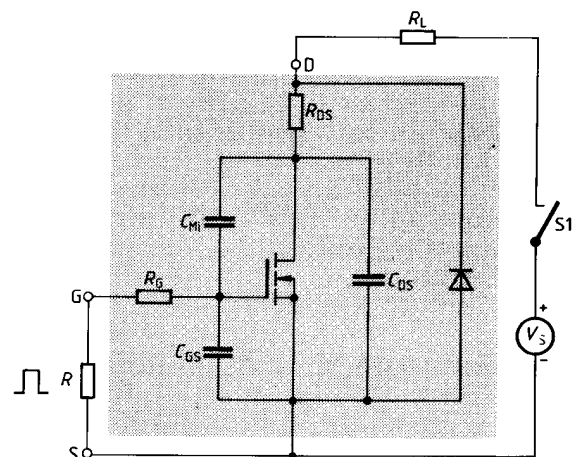 R_L
D
R_DS
C_Mi
S1
R_G
G
C_DS
+
V_S
C_GS
−
R
S